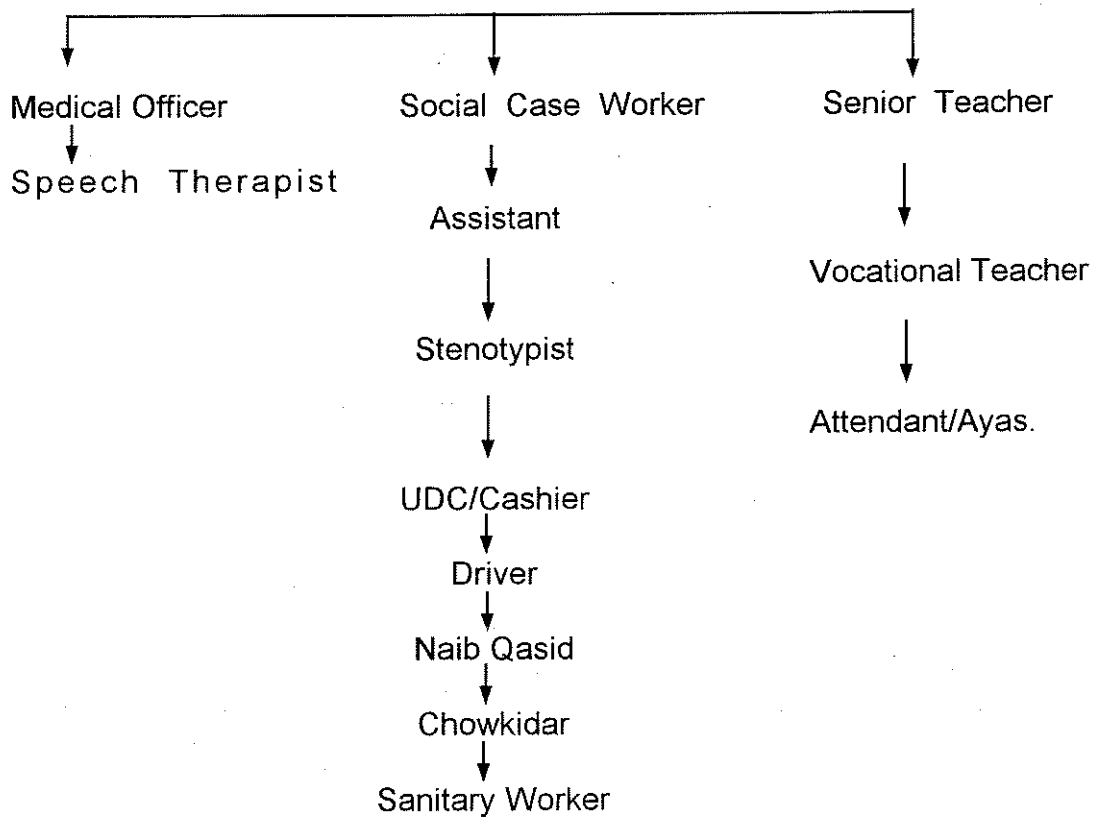 Medical Officer
Social Case Worker
Senior Teacher
Speech Therapist
Assistant
Vocational Teacher
Stenotypist
Attendant/Ayas.
UDC/Cashier
Driver
Naib Qasid
Chowkidar
Sanitary Worker